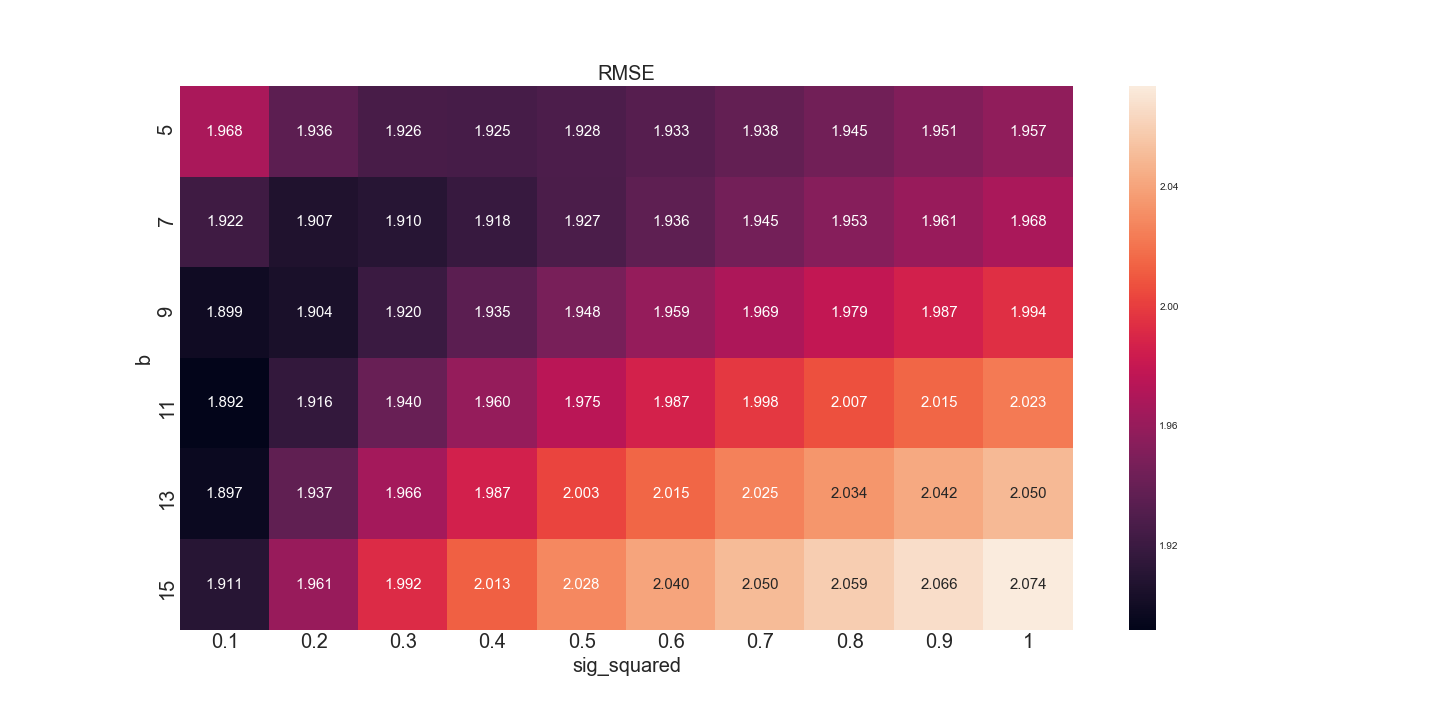 RMSE
5 1.968 1.936 1.926 1.925 1.928 1.933 1.938 1.945 1.951 1.957
7 1.922 1.907 1.910 1.918 1.927 1.936 1.945 1.953 1.961 1.968
9 1.899 1.904 1.920 1.935 1.948 1.959 1.969 1.979 1.987 1.994
b
11 1.892 1.916 1.940 1.960 1.975 1.987 1.998 2.007 2.015 2.023
13 1.897 1.937 1.966 1.987 2.003 2.015 2.025 2.034 2.042 2.050
15 1.911 1.961 1.992 2.013 2.028 2.040 2.050 2.059 2.066 2.074
0.1 0.2 0.3 0.4 0.5 0.6 0.7 0.8 0.9 1
sig_squared
2.04
2.00
1.96
1.92